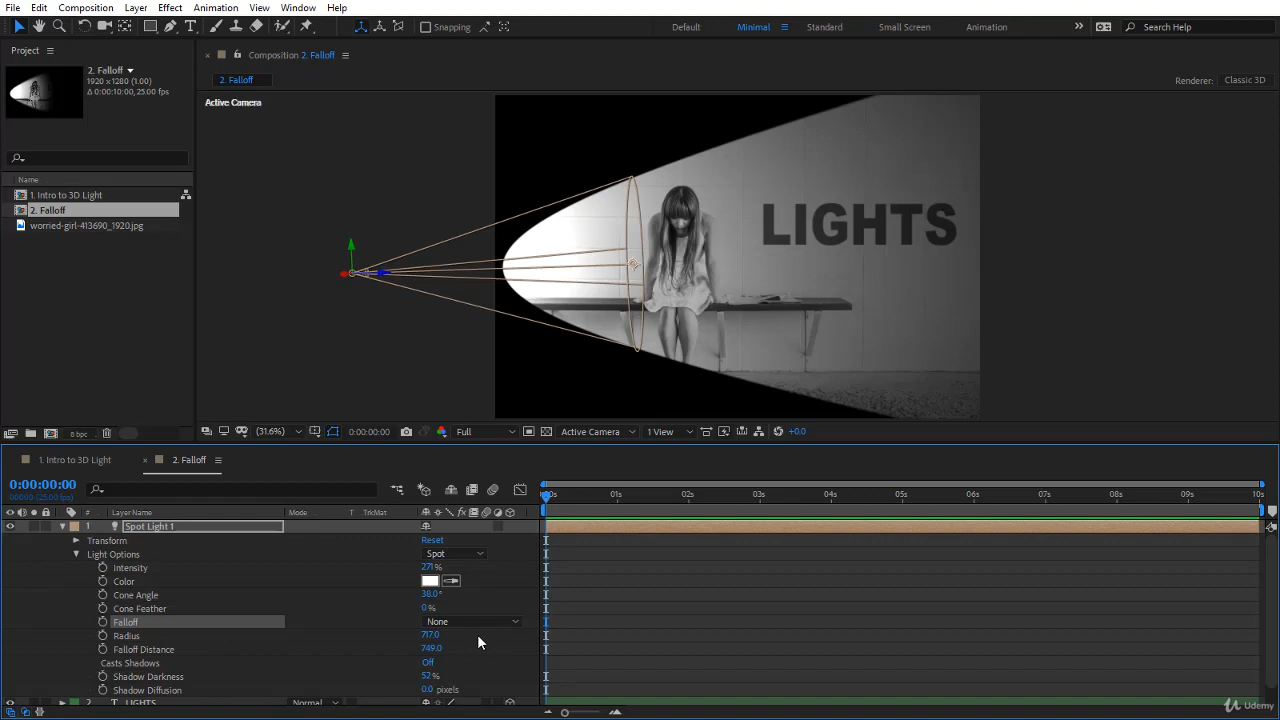 File Edit Composition Layer Effect Animation View Window Help
Snapping Default Minimal Standard Small Screen Animation Search Help
Project
Composition 2. Falloff
2. Falloff
1920 x 1280 (1.00)
Δ 0:00:10:00, 25.00 fps
2. Falloff
Renderer: Classic 3D
Active Camera
LIGHTS
Name
1. Intro to 3D Light
2. Falloff
worried-girl-413690_1920.jpg
8 bpc
(31.6%) 0:00:00:00 Full Active Camera 1 View +0.0
1. Intro to 3D Light
2. Falloff
0:00:00:00
00000 (25.00 fps)
01s 02s 03s 04s 05s 06s 07s 08s 09s 10s
# Layer Name Mode T TrkMat
1 Spot Light 1
Transform Reset
Light Options Spot
Intensity 271%
Color
Cone Angle 38.0°
Cone Feather 0%
Falloff None
Radius 717.0
Falloff Distance 749.0
Casts Shadows Off
Shadow Darkness 52%
Shadow Diffusion 0.0 pixels
2 T LIGHTS Normal
Udemy